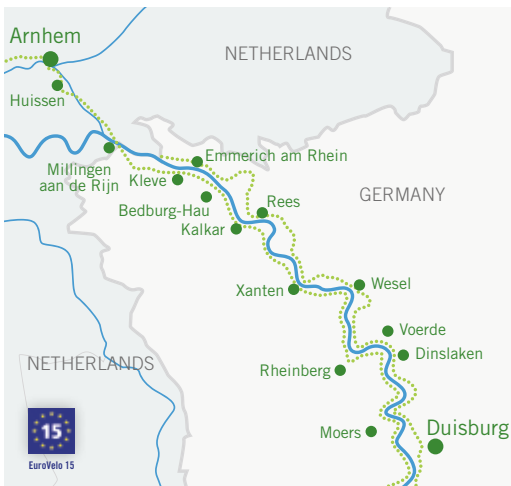 Arnhem
NETHERLANDS
Huissen
Emmerich am Rhein
Millingen
aan de Rijn
Kleve
GERMANY
Bedburg-Hau
Rees
Kalkar
Xanten
Wesel
Voerde
Dinslaken
NETHERLANDS
Rheinberg
15
Moers
Duisburg
EuroVelo 15